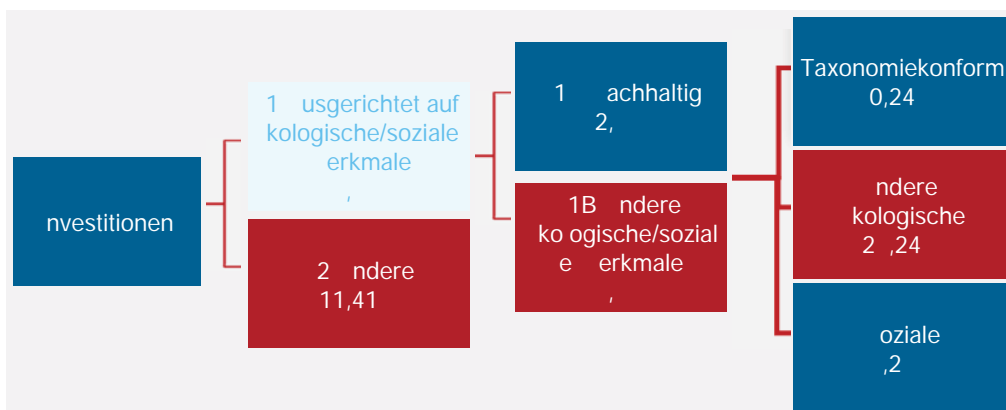 nvestitionen
1 usgerichtet auf
kologische/soziale
erkmale
,
2 ndere
11,41
1 achhaltig
2,
1B ndere
ko ogische/sozial
e erkmale
,
Taxonomiekonform
0,24
ndere
kologische
2 ,24
oziale
,2